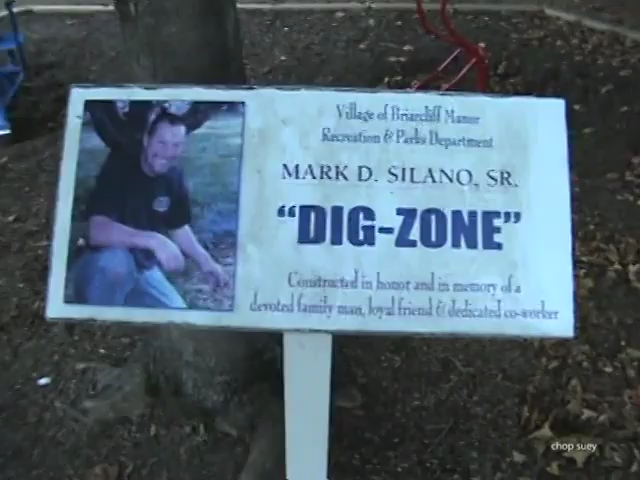 Village of Briarcliff Manor
Recreation & Parks Department
MARK D. SILANO, SR.
"DIG-ZONE"
Constructed in honor and in memory of a
devoted family man, loyal friend & dedicated co-worker
chop suey